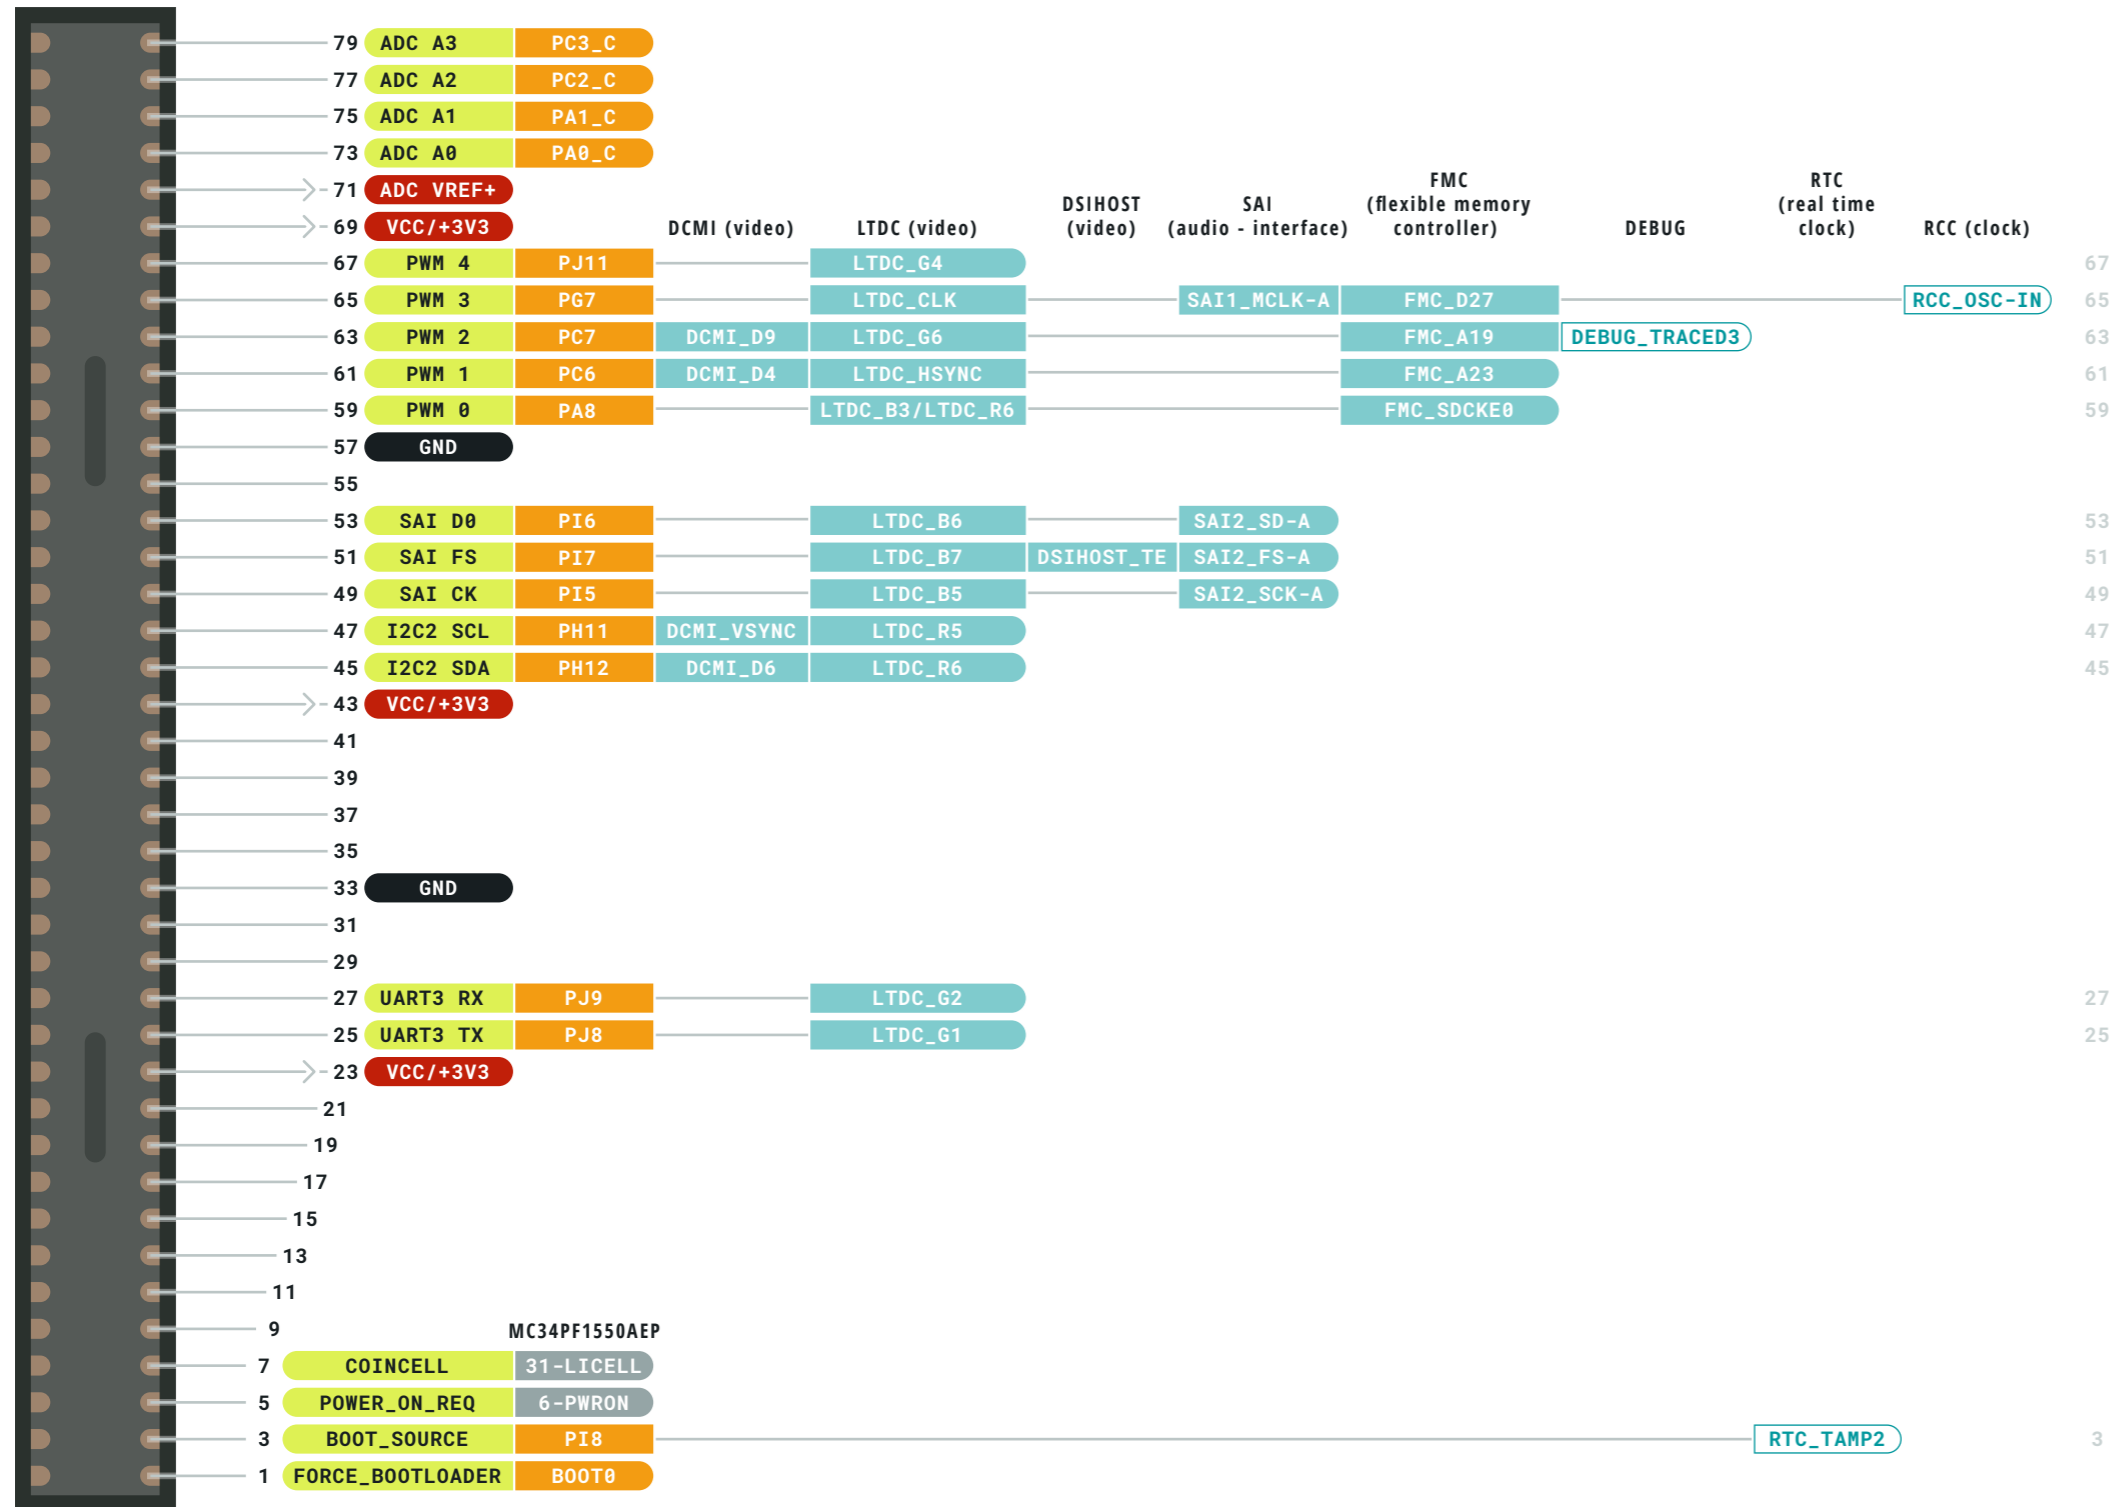 79 ADC A3 PC3_C
77 ADC A2 PC2_C
75 ADC A1 PA1_C
73 ADC A0 PA0_C
71 ADC VREF+
69 VCC/+3V3
DCMI (video)
LTDC (video)
DSIHOST
(video)
SAI
(audio - interface)
FMC
(flexible memory
controller)
DEBUG
RTC
(real time
clock)
RCC (clock)
67 PWM 4 PJ11 LTDC_G4 67
65 PWM 3 PG7 LTDC_CLK SAI1_MCLK-A FMC_D27 RCC_OSC-IN 65
63 PWM 2 PC7 DCMI_D9 LTDC_G6 FMC_A19 DEBUG_TRACED3 63
61 PWM 1 PC6 DCMI_D4 LTDC_HSYNC FMC_A23 61
59 PWM 0 PA8 LTDC_B3/LTDC_R6 FMC_SDCKE0 59
57 GND
55
53 SAI D0 PI6 LTDC_B6 SAI2_SD-A 53
51 SAI FS PI7 LTDC_B7 DSIHOST_TE SAI2_FS-A 51
49 SAI CK PI5 LTDC_B5 SAI2_SCK-A 49
47 I2C2 SCL PH11 DCMI_VSYNC LTDC_R5 47
45 I2C2 SDA PH12 DCMI_D6 LTDC_R6 45
43 VCC/+3V3
41
39
37
35
33 GND
31
29
27 UART3 RX PJ9 LTDC_G2 27
25 UART3 TX PJ8 LTDC_G1 25
23 VCC/+3V3
21
19
17
15
13
11
9
MC34PF1550AEP
7 COINCELL 31-LICELL
5 POWER_ON_REQ 6-PWRON
3 BOOT_SOURCE PI8 RTC_TAMP2 3
1 FORCE_BOOTLOADER BOOT0